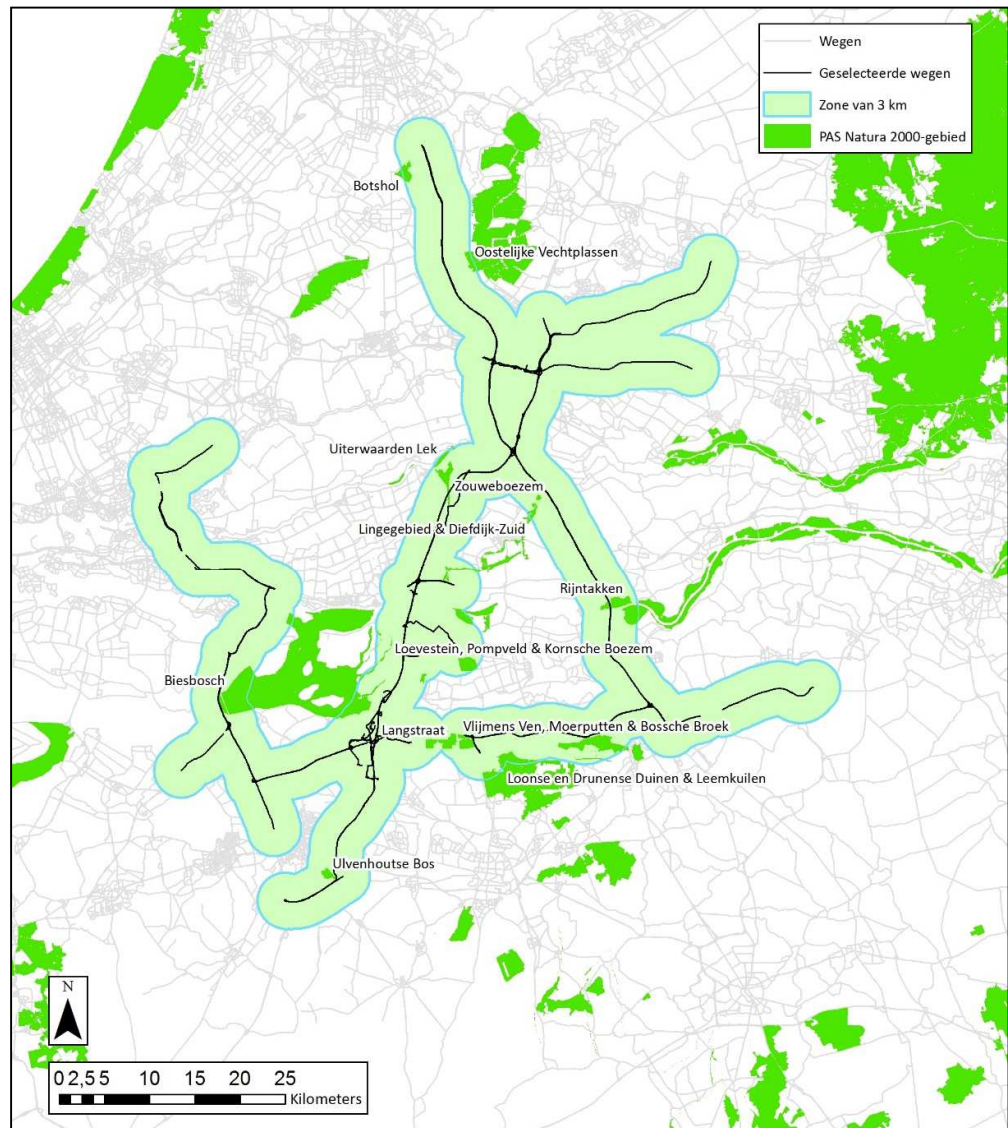 Wegen
Geselecteerde wegen
Zone van 3 km
PAS Natura 2000-gebied
Botshol
Oostelijke Vechtplassen
Uiterwaarden Lek
Zouweboezem
Lingegebied & Diefdijk-Zuid
Rijntakken
Loevestein, Pompveld & Kornsche Boezem
Biesbosch
Langstraat
Vlijmens Ven, Moerputten & Bossche Broek
Loonse en Drunense Duinen & Leemkuilen
Ulvenhoutse Bos
N
0 2,5 5 10 15 20 25
Kilometers